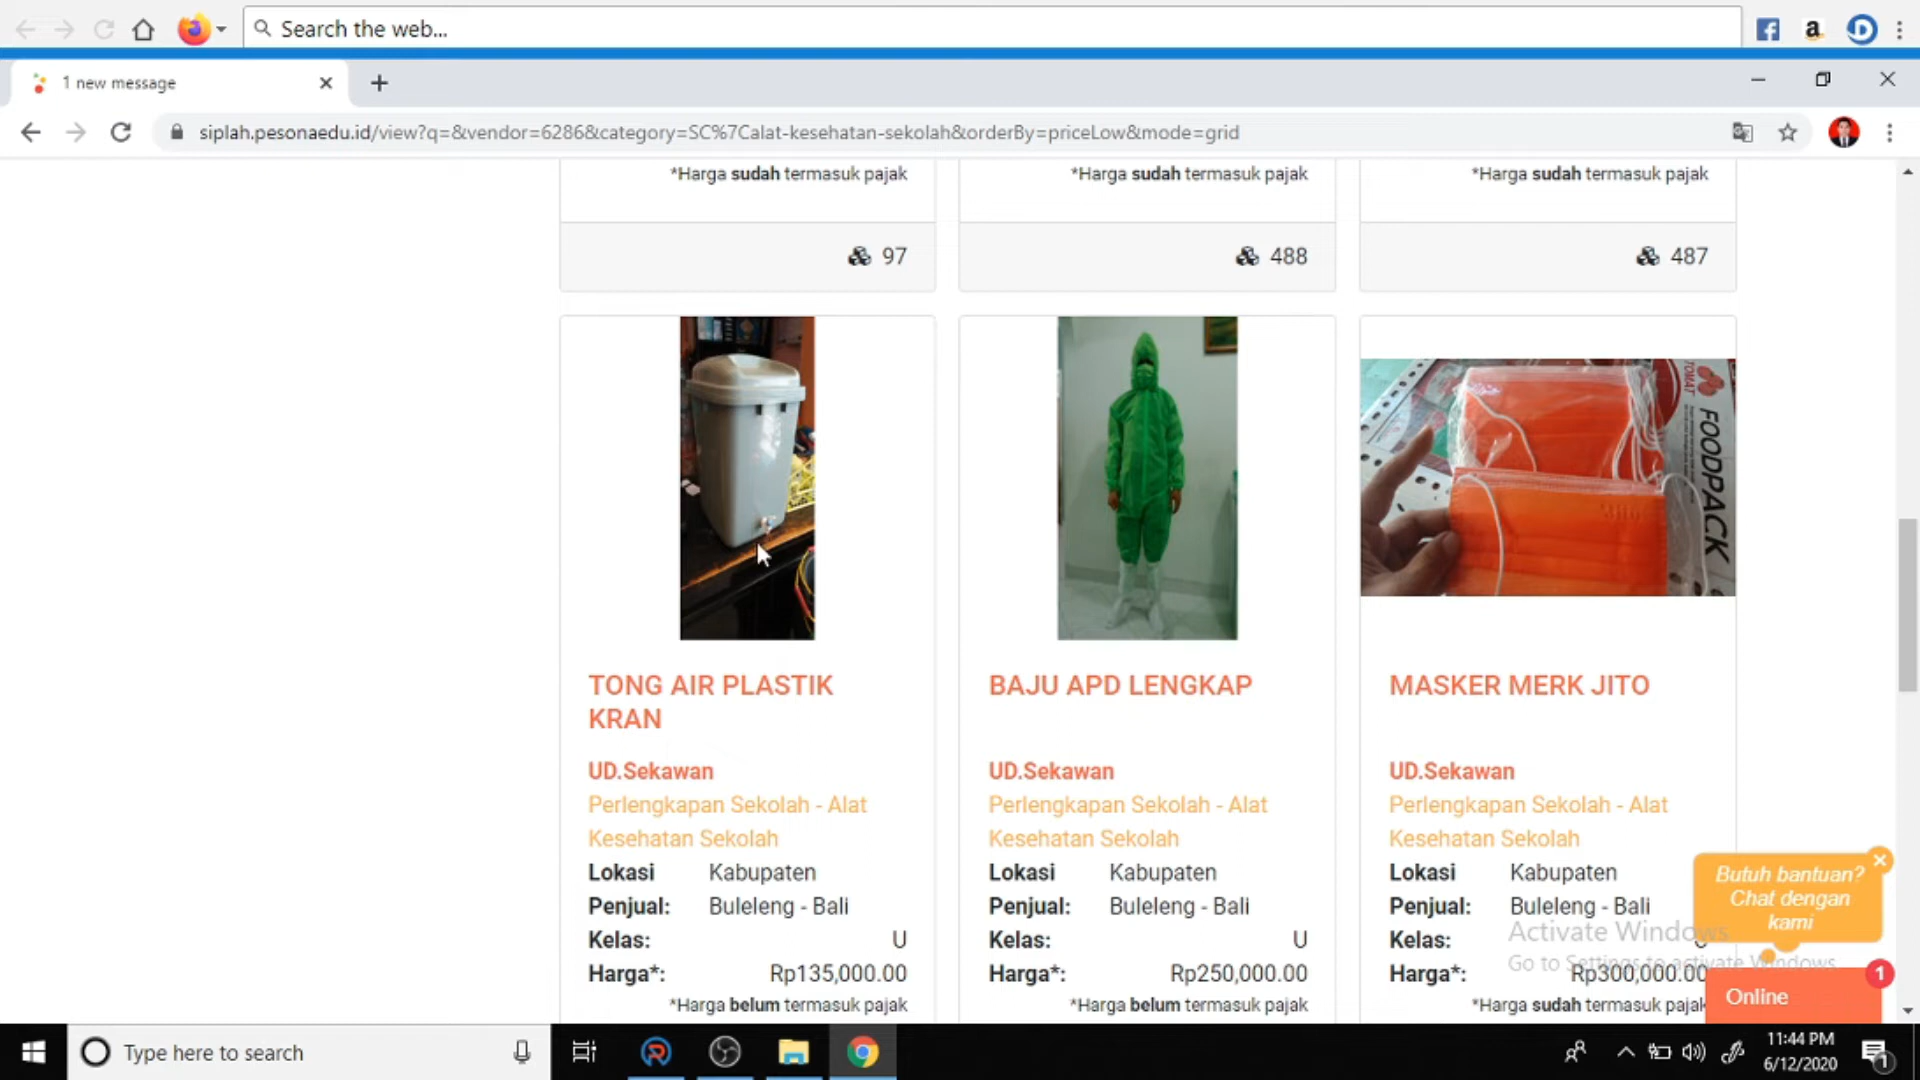 Search the web...
1 new message
siplah.pesonaedu.id/view?q=&vendor=6286&category=SC%7Calat-kesehatan-sekolah&orderBy=priceLow&mode=grid
*Harga sudah termasuk pajak
*Harga sudah termasuk pajak
*Harga sudah termasuk pajak
97
488
487
TOMAT
FOODPACK
TONG AIR PLASTIK
KRAN
UD.Sekawan
Perlengkapan Sekolah - Alat
Kesehatan Sekolah
Lokasi Kabupaten
Penjual: Buleleng - Bali
Kelas: U
Harga*: Rp135,000.00
*Harga belum termasuk pajak
BAJU APD LENGKAP
UD.Sekawan
Perlengkapan Sekolah - Alat
Kesehatan Sekolah
Lokasi Kabupaten
Penjual: Buleleng - Bali
Kelas: U
Harga*: Rp250,000.00
*Harga belum termasuk pajak
MASKER MERK JITO
UD.Sekawan
Perlengkapan Sekolah - Alat
Kesehatan Sekolah
Lokasi Kabupaten
Penjual: Buleleng - Bali
Kelas: U
Harga*: Rp300,000.00
*Harga sudah termasuk pajak
Butuh bantuan?
Chat dengan
kami
Activate Windows
Go to Settings to activate Windows.
Online
1
Type here to search
11:44 PM
6/12/2020
1